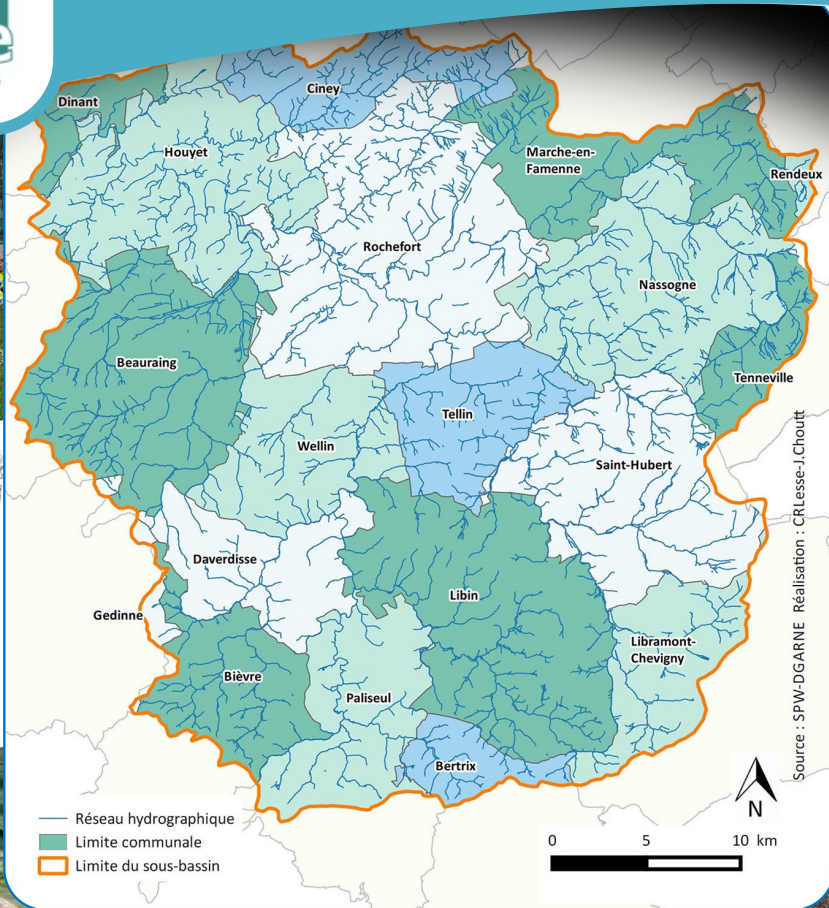 e
Dinant
Ciney
Houyet
Marche-en-
Famenne
Rendeux
Rochefort
Nassogne
Beauraing
Tenneville
Tellin
Wellin
Saint-Hubert
Daverdisse
Libin
Gedinne
Libramont-
Chevigny
Bièvre
Paliseul
Bertrix
Source : SPW-DGARNE Réalisation : CRLesse-J.Choutt
Réseau hydrographique
Limite communale
Limite du sous-bassin
N
0 5 10 km